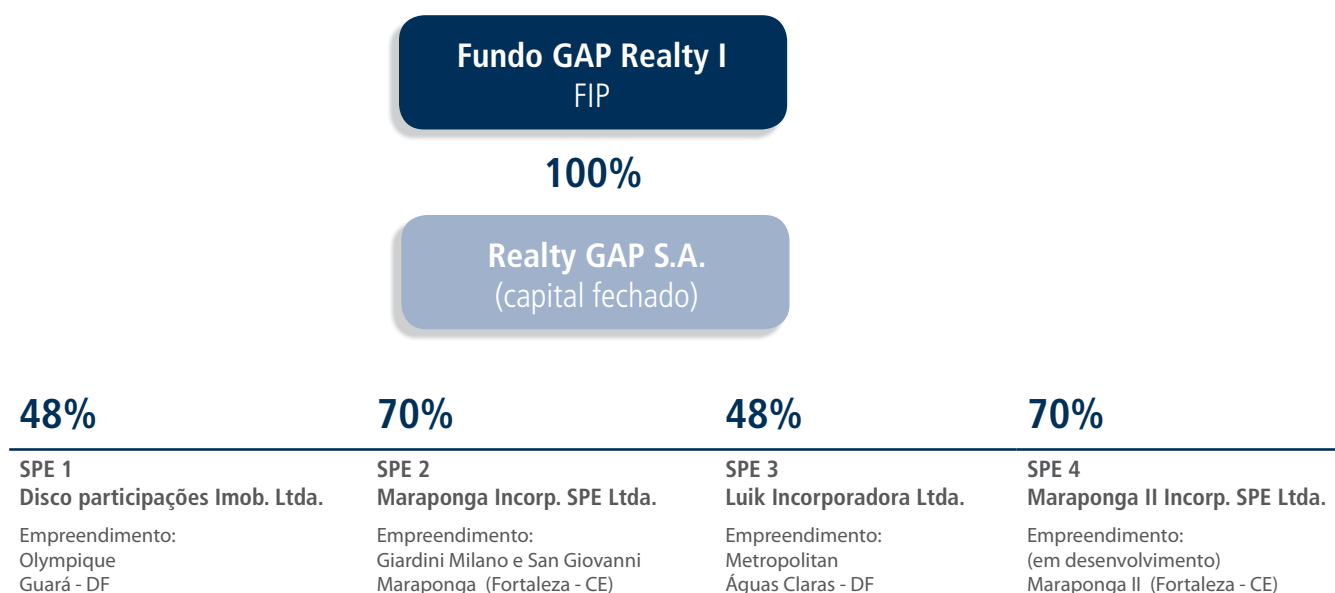 Fundo GAP Realty I
FIP
100%
Realty GAP S.A.
(capital fechado)
48%
SPE 1
Disco participações Imob. Ltda.
Empreendimento:
Olympique
Guará - DF
70%
SPE 2
Maraponga Incorp. SPE Ltda.
Empreendimento:
Giardini Milano e San Giovanni
Maraponga (Fortaleza - CE)
48%
SPE 3
Luik Incorporadora Ltda.
Empreendimento:
Metropolitan
Águas Claras - DF
70%
SPE 4
Maraponga II Incorp. SPE Ltda.
Empreendimento:
(em desenvolvimento)
Maraponga II (Fortaleza - CE)